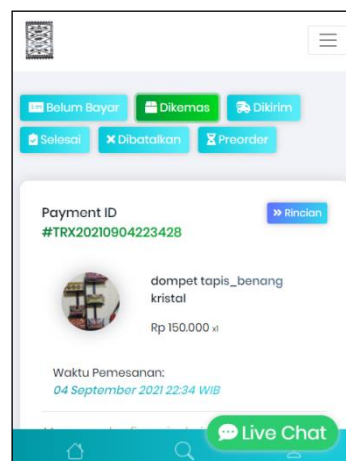 Belum Bayar
Dikemas
Dikirim
Selesai
Dibatalkan
Preorder
Payment ID
Rincian
#TRX20210904223428
dompet tapis_benang
kristal
Rp 150.000 x1
Waktu Pemesanan:
04 September 2021 22:34 WIB
Live Chat